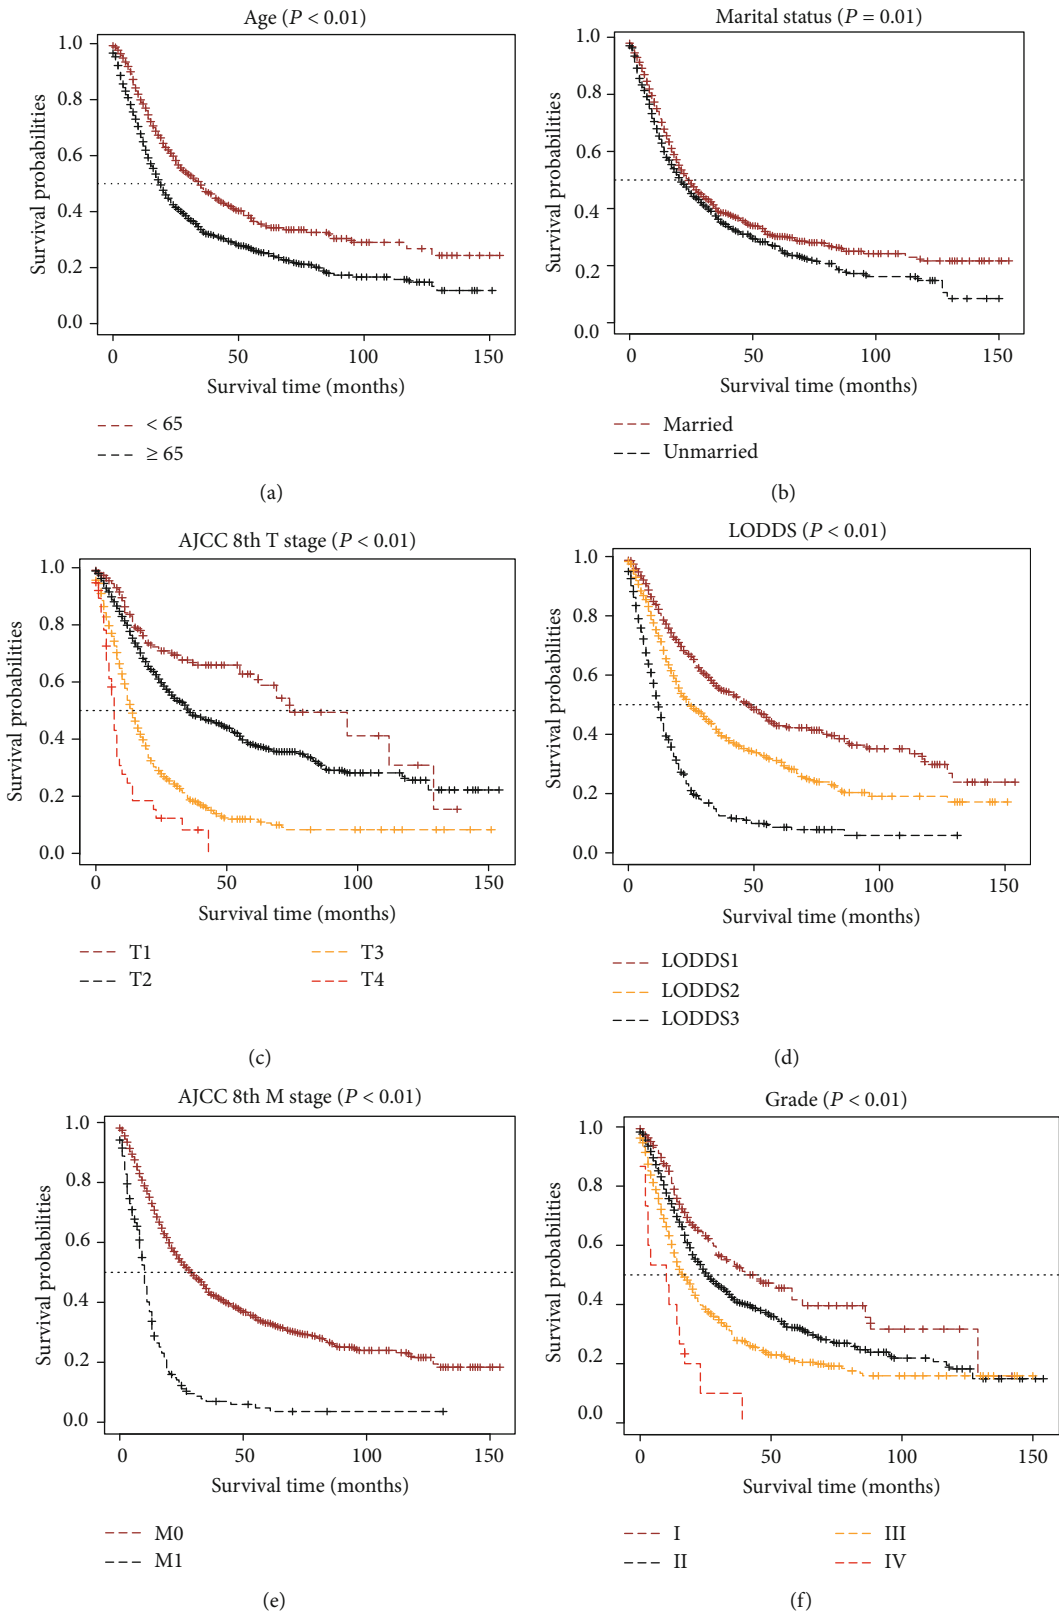 Age (P < 0.01)
Survival probabilities
1.0
0.8
0.6
0.4
0.2
0.0
0
50
100
150
Survival time (months)
< 65
≥ 65
(a)
Marital status (P = 0.01)
Survival probabilities
1.0
0.8
0.6
0.4
0.2
0.0
0
50
100
150
Survival time (months)
Married
Unmarried
(b)
AJCC 8th T stage (P < 0.01)
Survival probabilities
1.0
0.8
0.6
0.4
0.2
0.0
0
50
100
150
Survival time (months)
T1
T2
T3
T4
(c)
LODDS (P < 0.01)
Survival probabilities
1.0
0.8
0.6
0.4
0.2
0.0
0
50
100
150
Survival time (months)
LODDS1
LODDS2
LODDS3
(d)
AJCC 8th M stage (P < 0.01)
Survival probabilities
1.0
0.8
0.6
0.4
0.2
0.0
0
50
100
150
Survival time (months)
M0
M1
(e)
Grade (P < 0.01)
Survival probabilities
1.0
0.8
0.6
0.4
0.2
0.0
0
50
100
150
Survival time (months)
I
II
III
IV
(f)